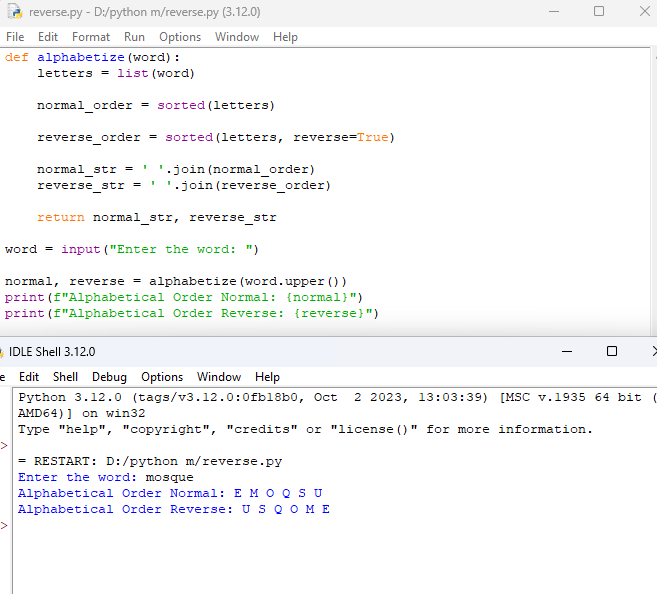 reverse.py - D:/python m/reverse.py (3.12.0)
File Edit Format Run Options Window Help
def alphabetize(word):
    letters = list(word)

    normal_order = sorted(letters)

    reverse_order = sorted(letters, reverse=True)

    normal_str = ' '.join(normal_order)
    reverse_str = ' '.join(reverse_order)

    return normal_str, reverse_str

word = input("Enter the word: ")

normal, reverse = alphabetize(word.upper())
print(f"Alphabetical Order Normal: {normal}")
print(f"Alphabetical Order Reverse: {reverse}")
IDLE Shell 3.12.0
e Edit Shell Debug Options Window Help
Python 3.12.0 (tags/v3.12.0:0fb18b0, Oct  2 2023, 13:03:39) [MSC v.1935 64 bit (
AMD64)] on win32
Type "help", "copyright", "credits" or "license()" for more information.
>
= RESTART: D:/python m/reverse.py
Enter the word: mosque
Alphabetical Order Normal: E M O Q S U
Alphabetical Order Reverse: U S Q O M E
>